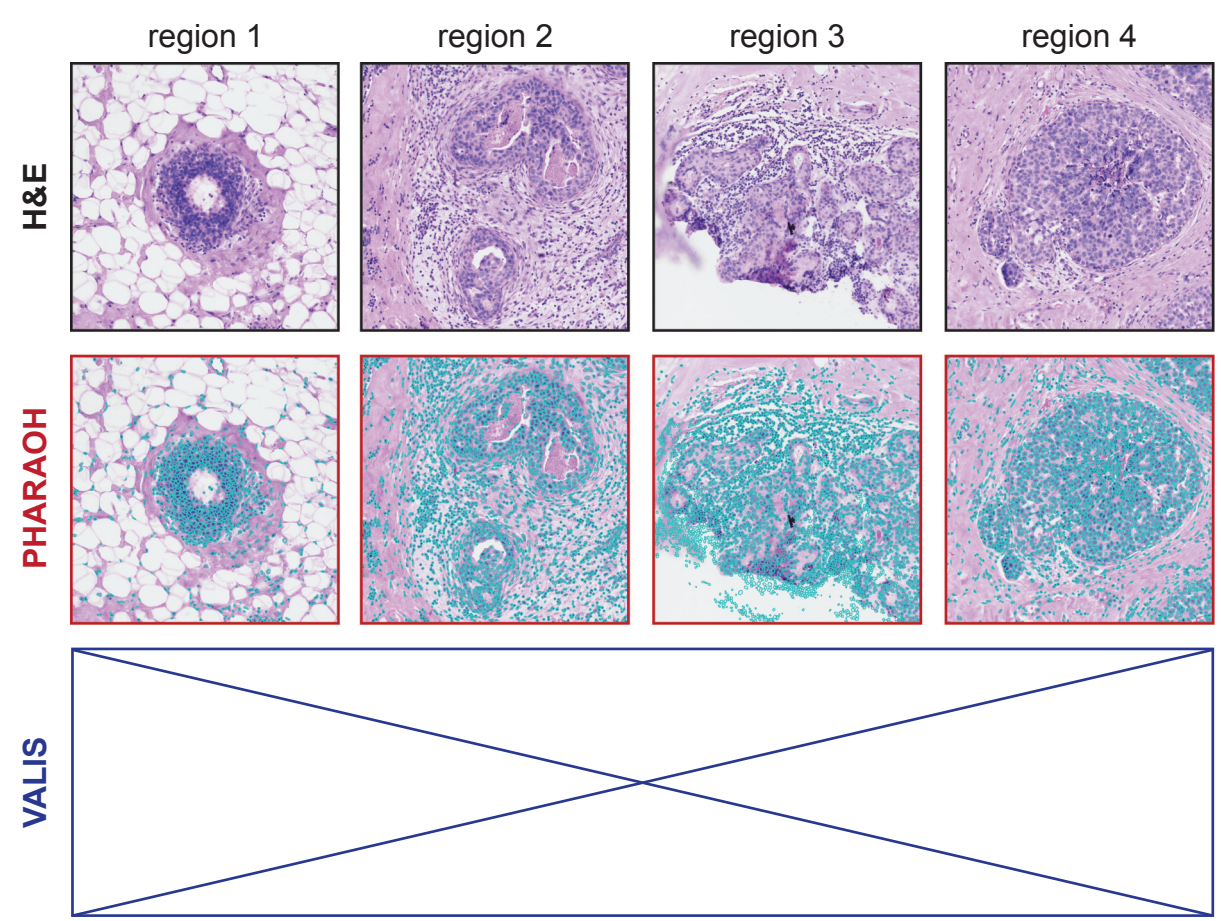 region 1
region 2
region 3
region 4
H&E
PHARAOH
VALIS